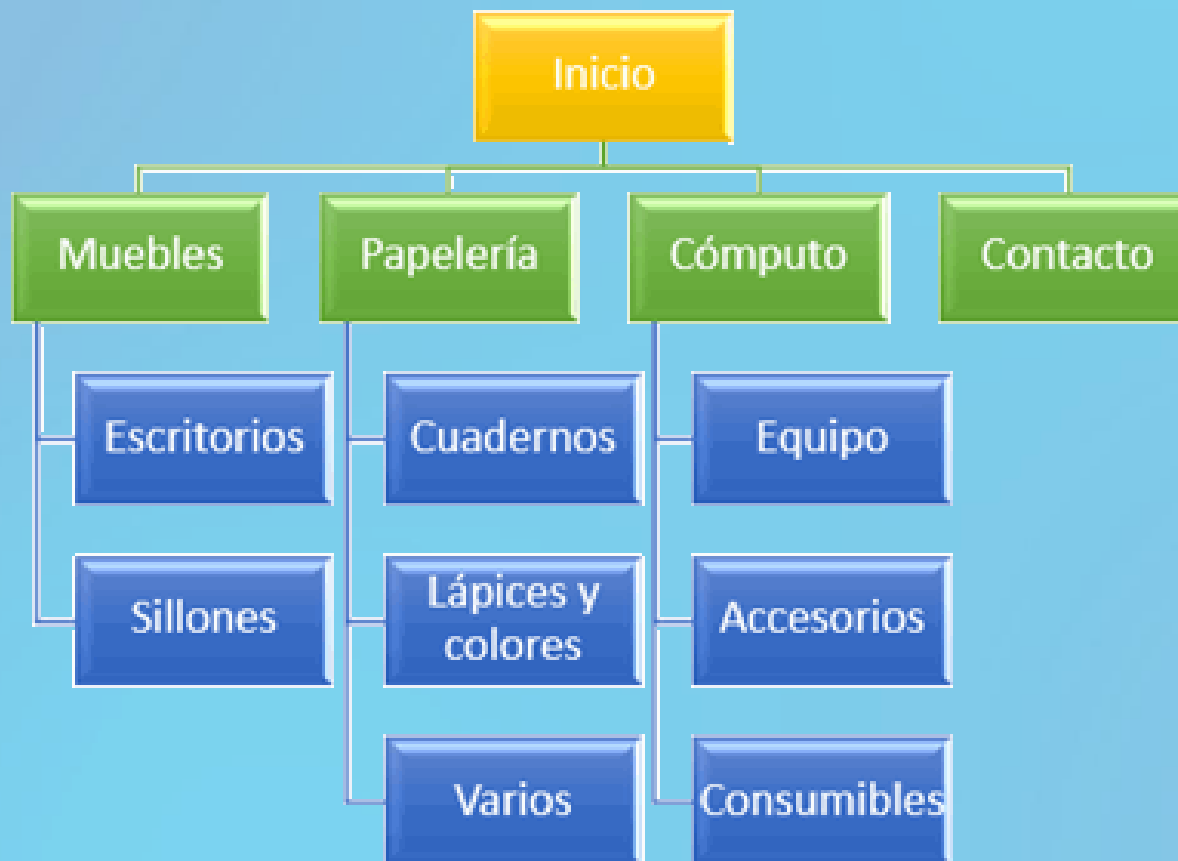 Inicio
Muebles
Papelería
Cómputo
Contacto
Escritorios
Cuadernos
Equipo
Sillones
Lápices y
colores
Accesorios
Varios
Consumibles